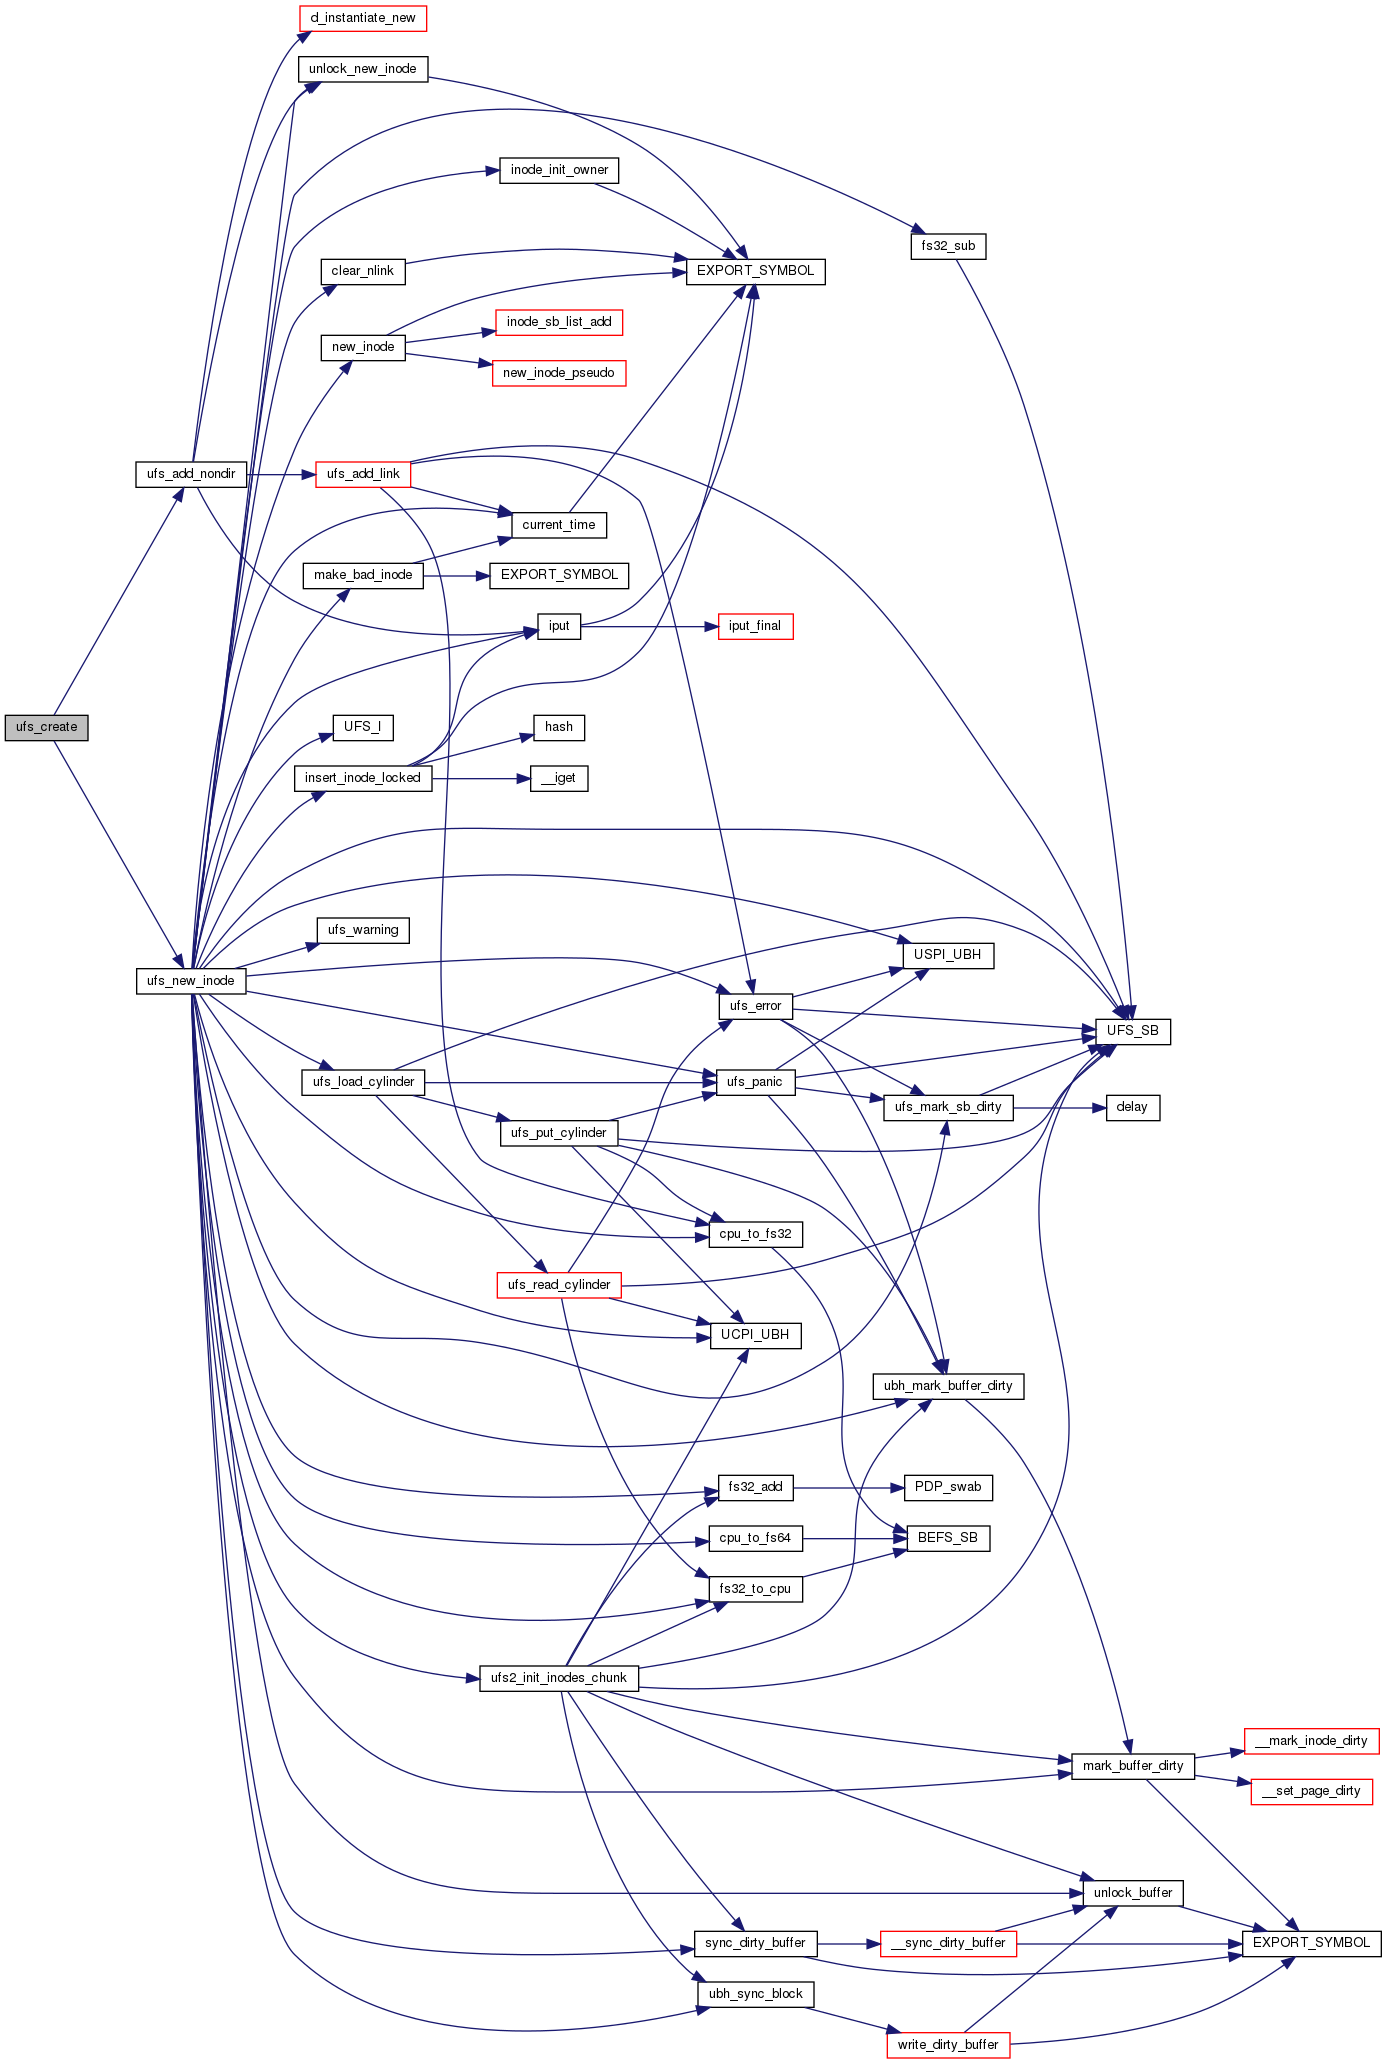 d_instantiate_new
unlock_new_inode
inode_init_owner
fs32_sub
clear_nlink
EXPORT_SYMBOL
inode_sb_list_add
new_inode
new_inode_pseudo
ufs_add_nondir
ufs_add_link
current_time
make_bad_inode
EXPORT_SYMBOL
iput
iput_final
ufs_create
UFS_I
hash
insert_inode_locked
__iget
ufs_warning
USPI_UBH
ufs_new_inode
ufs_error
UFS_SB
ufs_load_cylinder
ufs_panic
ufs_mark_sb_dirty
delay
ufs_put_cylinder
cpu_to_fs32
ufs_read_cylinder
UCPI_UBH
ubh_mark_buffer_dirty
fs32_add
PDP_swab
cpu_to_fs64
BEFS_SB
fs32_to_cpu
ufs2_init_inodes_chunk
__mark_inode_dirty
mark_buffer_dirty
__set_page_dirty
unlock_buffer
sync_dirty_buffer
__sync_dirty_buffer
EXPORT_SYMBOL
ubh_sync_block
write_dirty_buffer